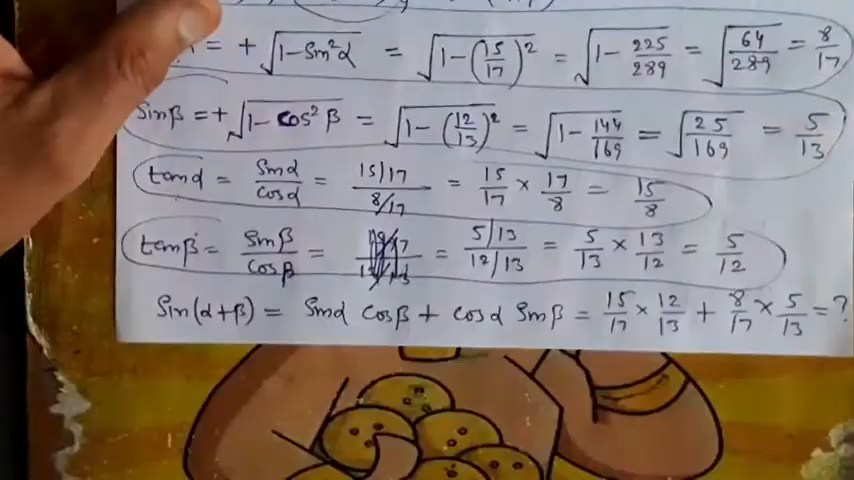 = +√(1-Sin²α) = √(1-(15/17)²) = √(1-225/289) = √(64/289) = 8/17
Sinβ = +√(1-cos²β) = √(1-(12/13)²) = √(1-144/169) = √(25/169) = 5/13
tanα = Sinα/cosα = (15/17)/(8/17) = 15/17 × 17/8 = 15/8
tanβ = Sinβ/cosβ = = (5/13)/(12/13) = 5/13 × 13/12 = 5/12
Sin(α+β) = Sinα cosβ + cosα Sinβ = 15/17 × 12/13 + 8/17 × 5/13 = ?